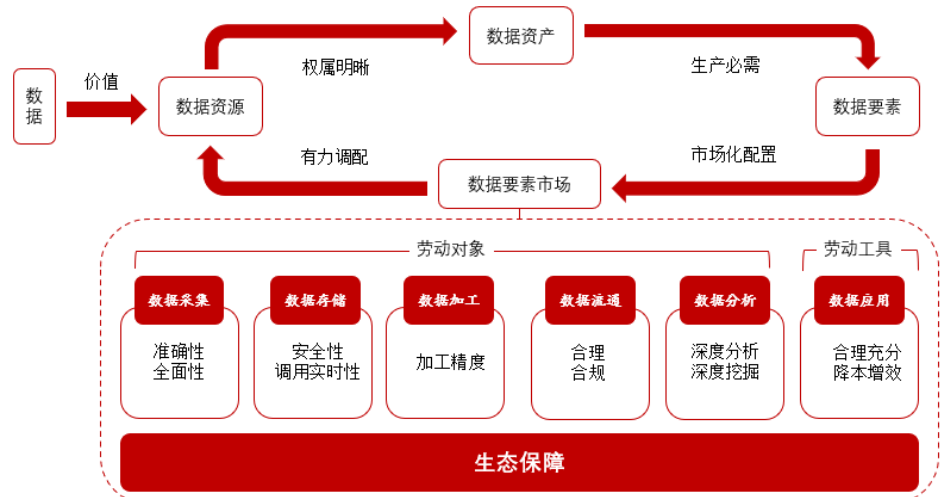 数据资产
权属明晰
生产必需
价值
数据
数据资源
数据要素
有力调配
市场化配置
数据要素市场
劳动对象
劳动工具
数据采集
数据存储
数据加工
数据流通
数据分析
数据应用
准确性
全面性
安全性
调用实时性
加工精度
合理
合规
深度分析
深度挖掘
合理充分
降本增效
生态保障